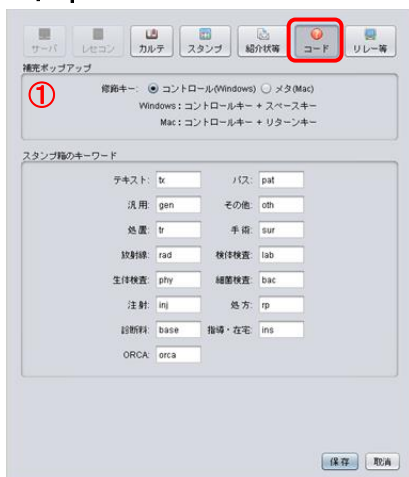 サーバ レセコン カルテ スタンプ 紹介状等 コード リレー等
補完ポップアップ
①
修飾キー: コントロール(Windows) メタ(Mac)
Windows : コントロールキー + スペースキー
Mac : コントロールキー + リターンキー
スタンプ箱のキーワード
テキスト: tx パス: pat
汎用: gen その他: oth
処置: tr 手術: sur
放射線: rad 検体検査: lab
生体検査: phy 細菌検査: bac
注射: inj 処方: rp
診断料: base 指導・在宅: ins
ORCA: orca
保存 取消